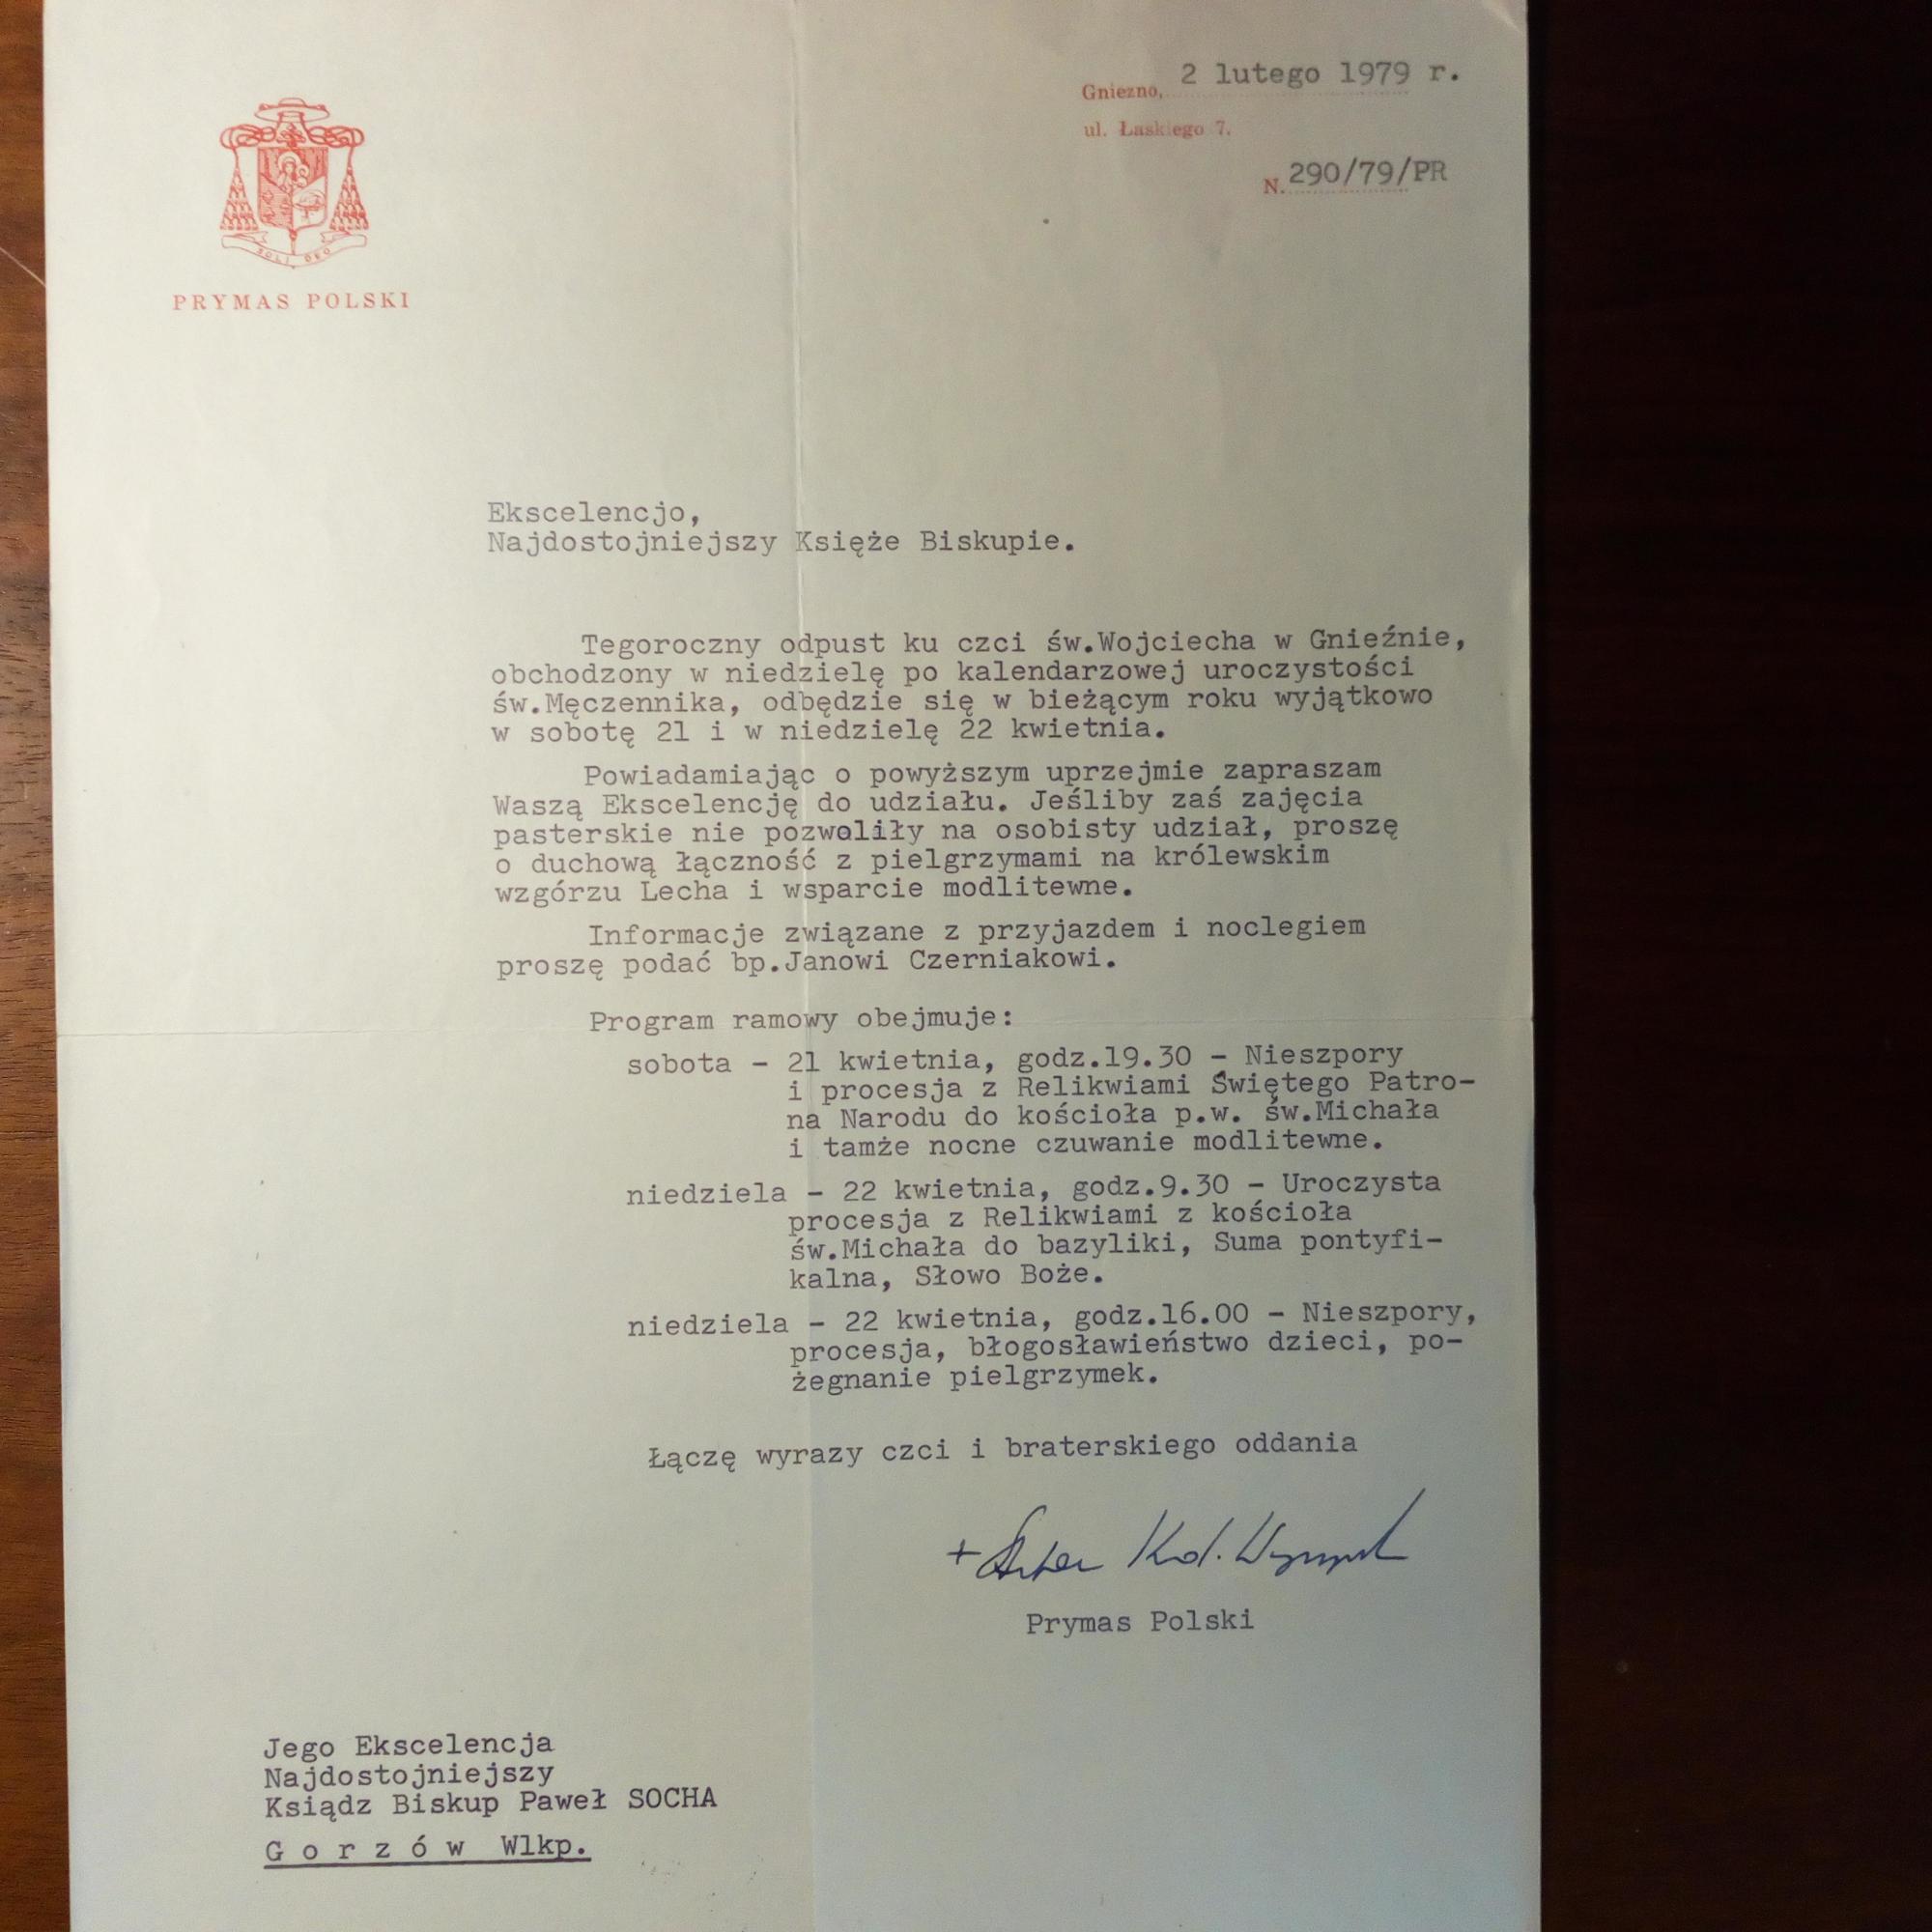 Gniezno, 2 lutego 1979 r.
ul. Łaskiego 7.
N. 290/79/PR
SOLI DEO
PRYMAS POLSKI
Ekscelencjo,
Najdostojniejszy Księże Biskupie.
Tegoroczny odpust ku czci św.Wojciecha w Gnieźnie,
obchodzony w niedzielę po kalendarzowej uroczystości
św.Męczennika, odbędzie się w bieżącym roku wyjątkowo
w sobotę 21 i w niedzielę 22 kwietnia.
Powiadamiając o powyższym uprzejmie zapraszam
Waszą Ekscelencję do udziału. Jeśliby zaś zajęcia
pasterskie nie pozwoliły na osobisty udział, proszę
o duchową łączność z pielgrzymami na królewskim
wzgórzu Lecha i wsparcie modlitewne.
Informacje związane z przyjazdem i noclegiem
proszę podać bp.Janowi Czerniakowi.
Program ramowy obejmuje:
sobota - 21 kwietnia, godz.19.30 - Nieszpory
i procesja z Relikwiami Świętego Patro-
na Narodu do kościoła p.w. św.Michała
i tamże nocne czuwanie modlitewne.
niedziela - 22 kwietnia, godz.9.30 - Uroczysta
procesja z Relikwiami z kościoła
św.Michała do bazyliki, Suma pontyfi-
kalna, Słowo Boże.
niedziela - 22 kwietnia, godz.16.00 - Nieszpory,
procesja, błogosławieństwo dzieci, po-
żegnanie pielgrzymek.
Łączę wyrazy czci i braterskiego oddania
+ Kd.
Prymas Polski
Jego Ekscelencja
Najdostojniejszy
Ksiądz Biskup Paweł SOCHA
Gorzów Wlkp.